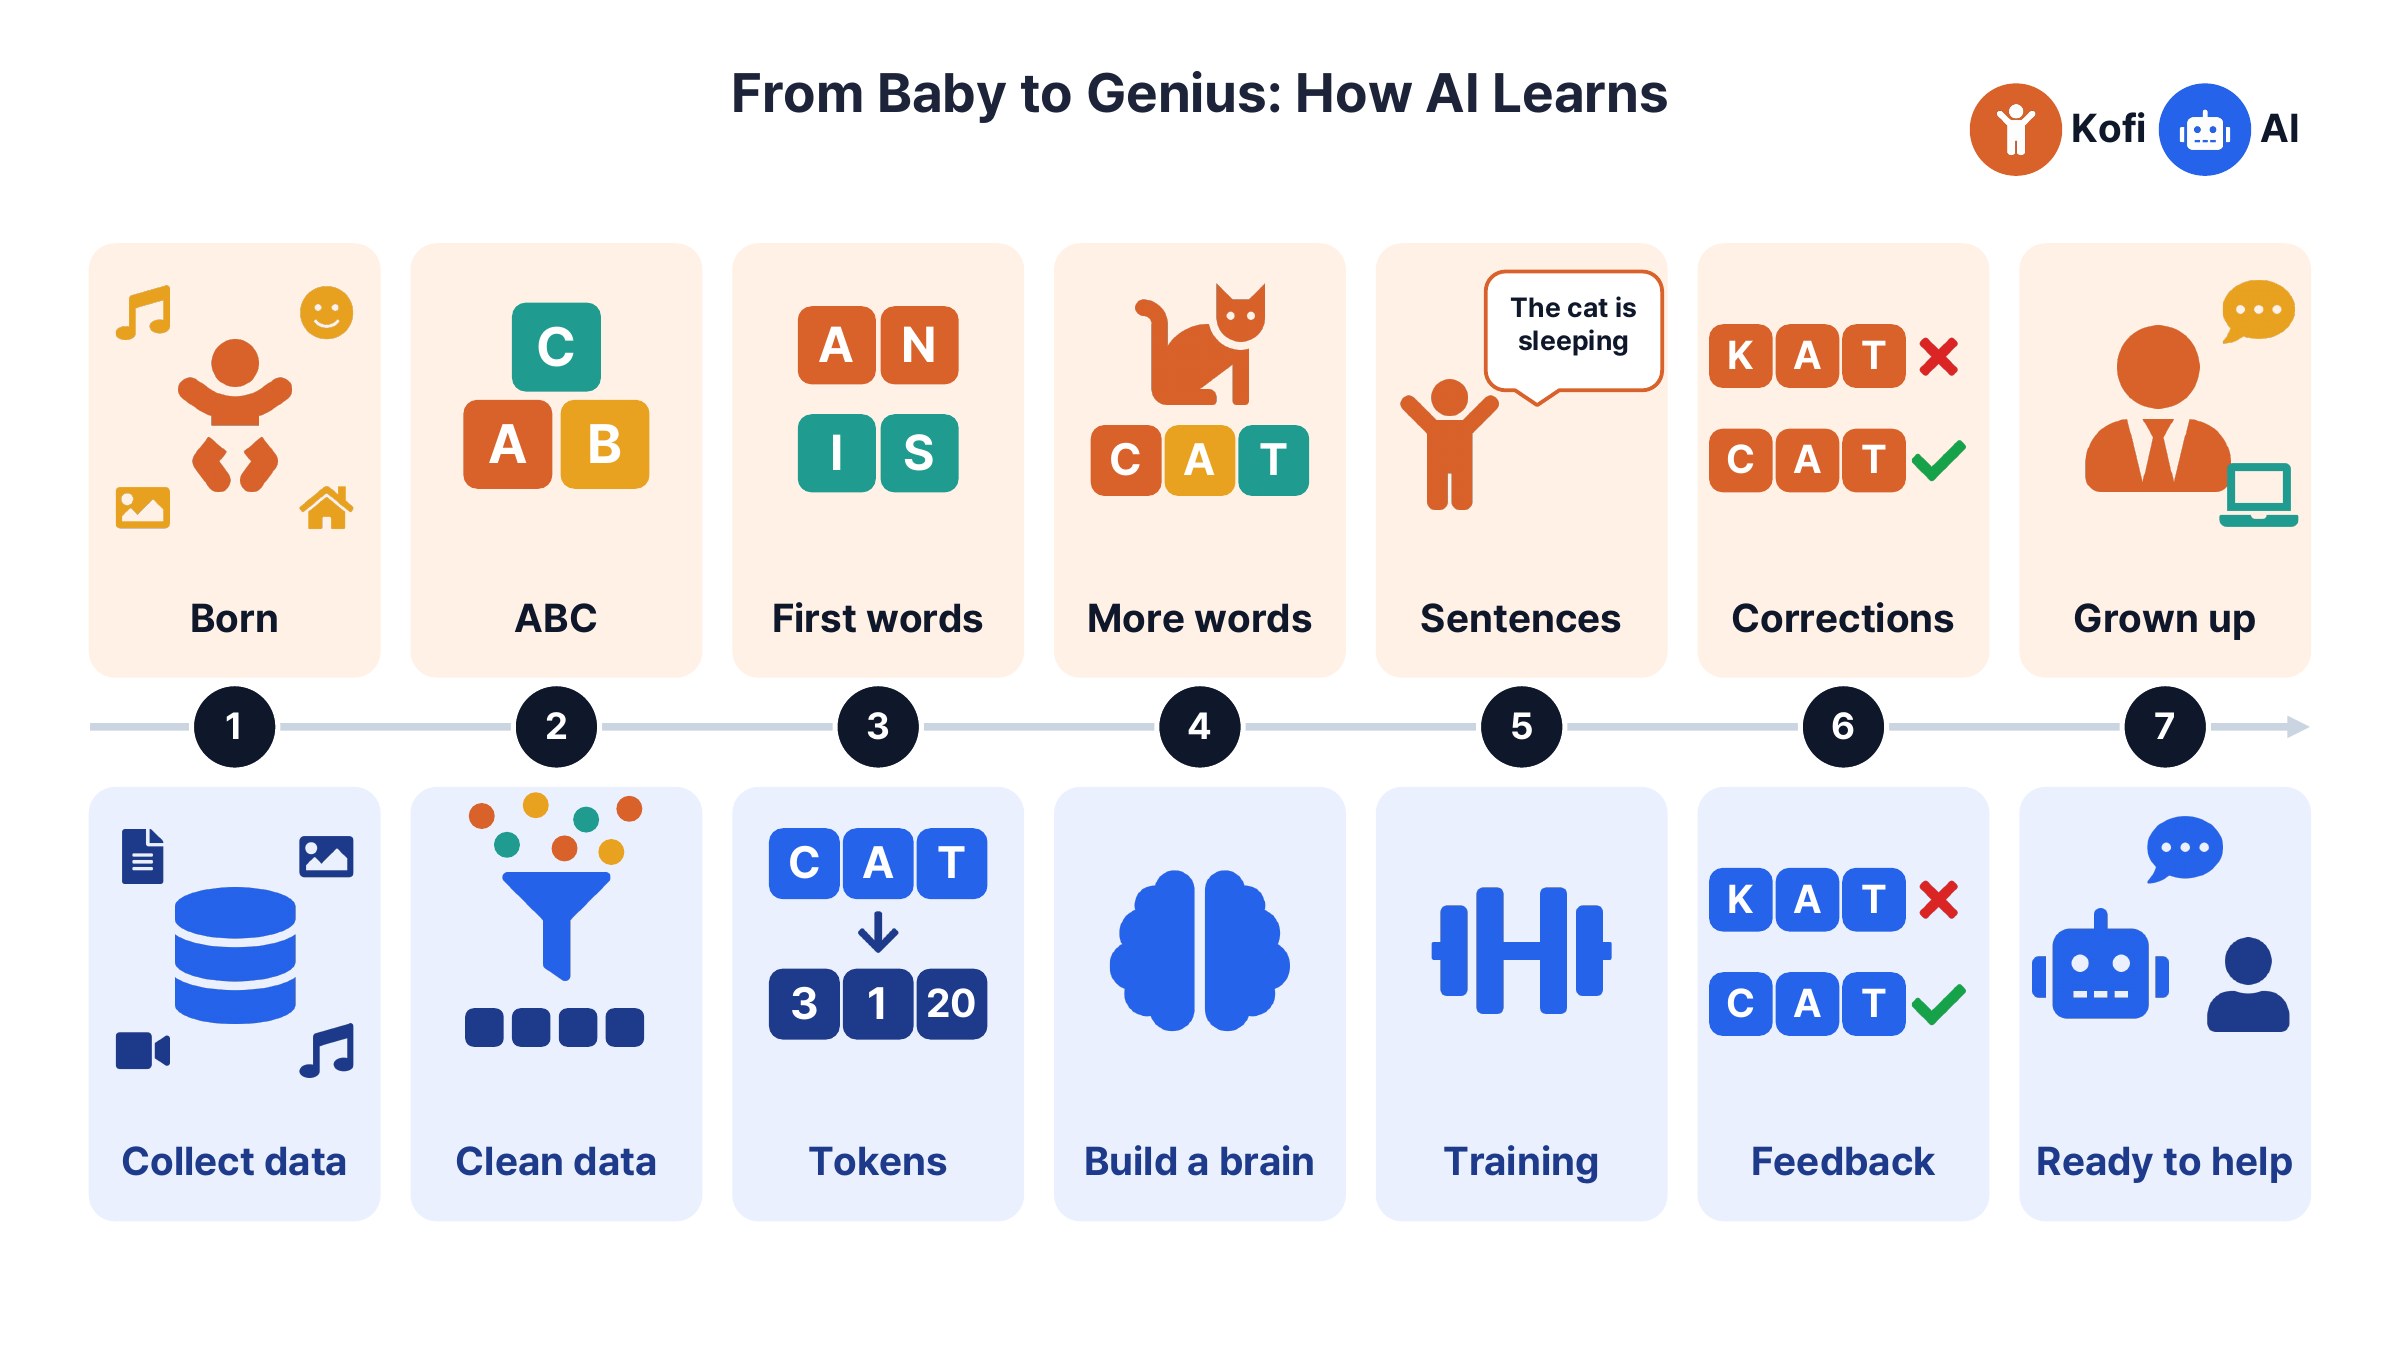 From Baby to Genius: How AI Learns
Kofi AI
C
A B
Born
ABC
A N
I S
First words
C A T
More words
The cat is
sleeping
Sentences
K A T
C A T
Corrections
Grown up
1 2 3 4 5 6 7
Collect data
Clean data
C A T
3 1 20
Tokens
Build a brain
Training
K A T
C A T
Feedback
Ready to help